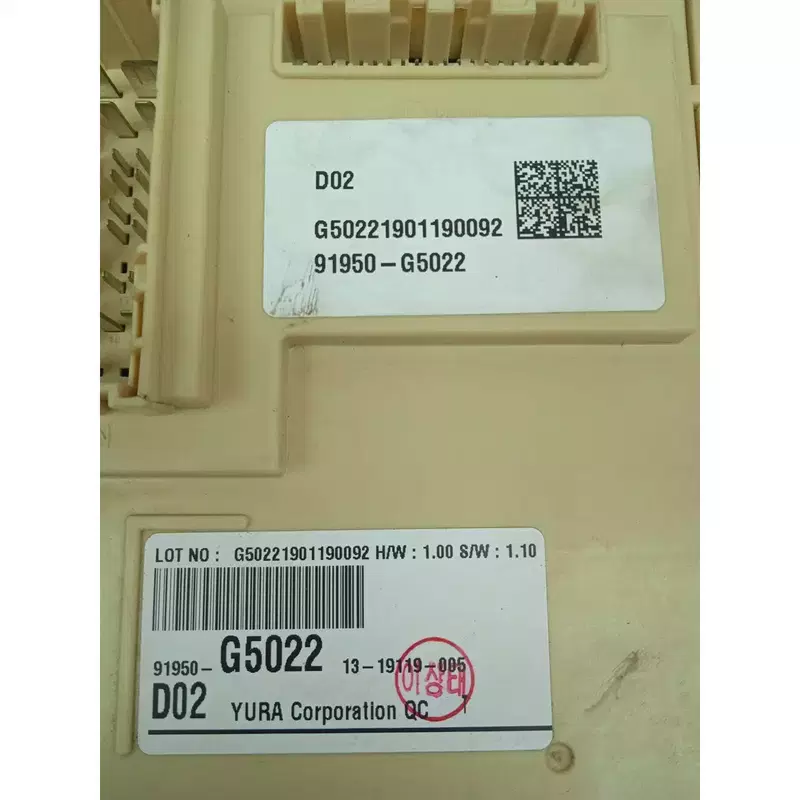 D02
G50221901190092
91950-G5022
LOT NO : G50221901190092 H/W : 1.00 S/W : 1.10
91950- G5022 13-19119-005
이상태
D02 YURA Corporation QC T